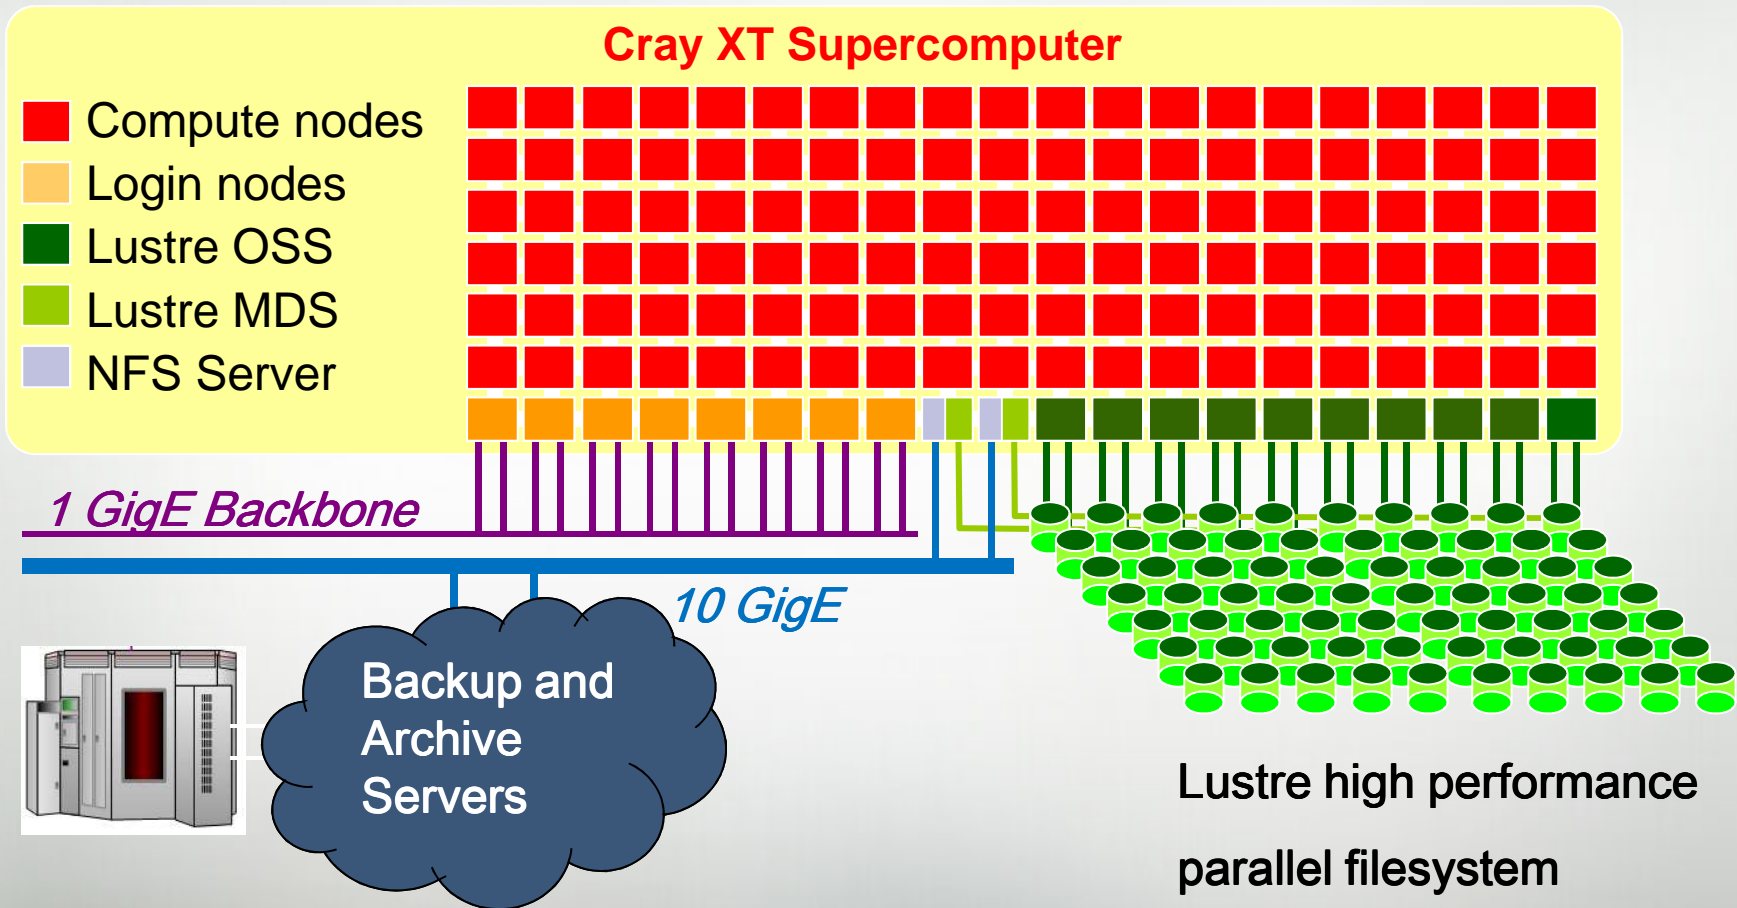 Cray XT Supercomputer
Compute nodes
Login nodes
Lustre OSS
Lustre MDS
NFS Server
1 GigE Backbone
10 GigE
Backup and
Archive
Servers
Lustre high performance
parallel filesystem